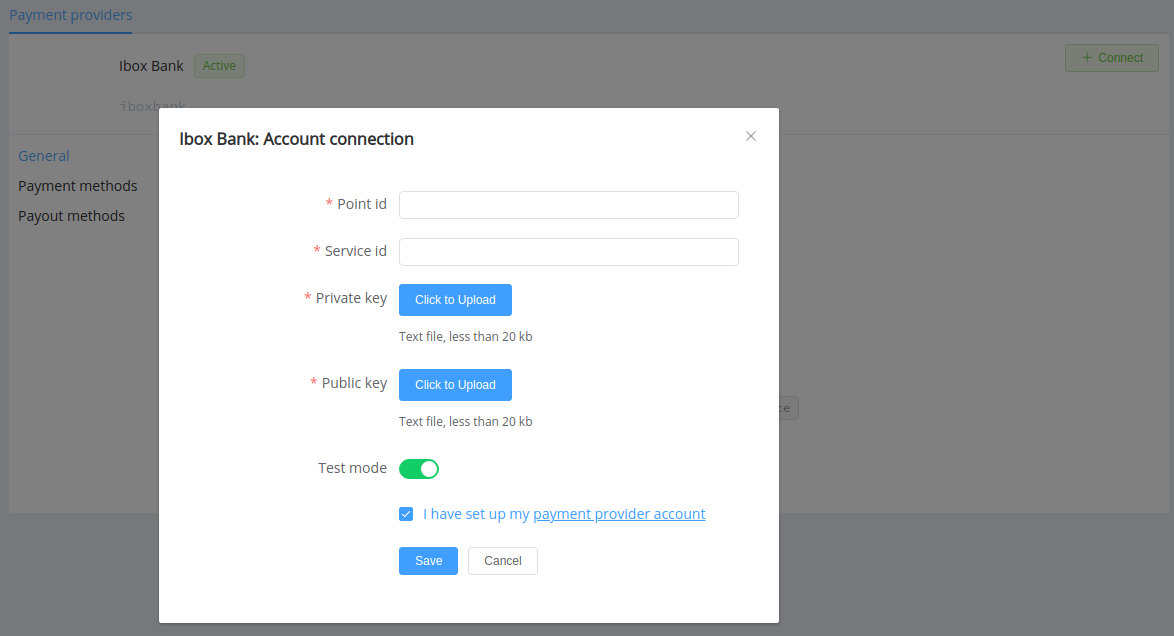 Payment providers
Ibox Bank Active
+ Connect
iboxbank
Ibox Bank: Account connection
General
Payment methods
Payout methods
* Point id
* Service id
* Private key Click to Upload
Text file, less than 20 kb
* Public key Click to Upload
Text file, less than 20 kb
Test mode
I have set up my payment provider account
Save Cancel